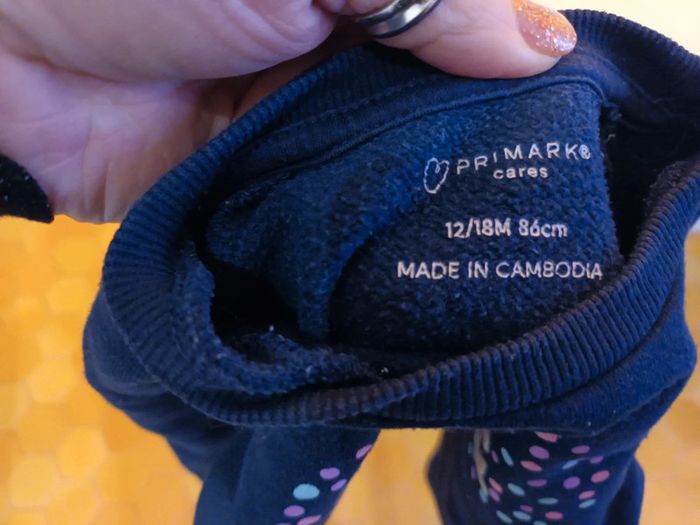 PRIMARK®
cares
12/18M 86cm
MADE IN CAMBODIA